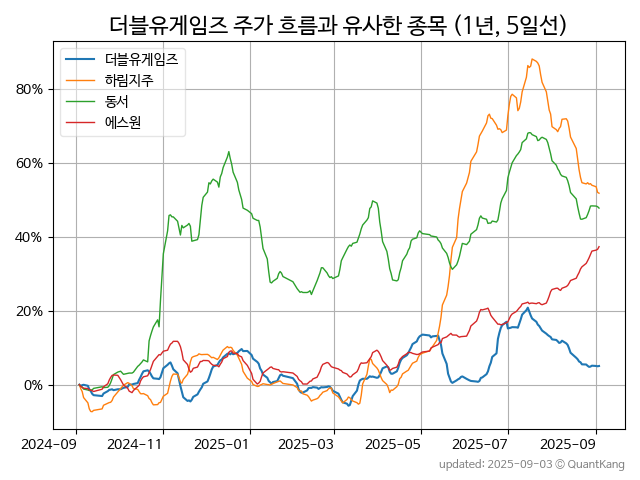 더블유게임즈 주가 흐름과 유사한 종목 (1년, 5일선)
더블유게임즈
하림지주
동서
에스원
80%
60%
40%
20%
0%
2024-09 2024-11 2025-01 2025-03 2025-05 2025-07 2025-09
updated: 2025-09-03 © QuantKang